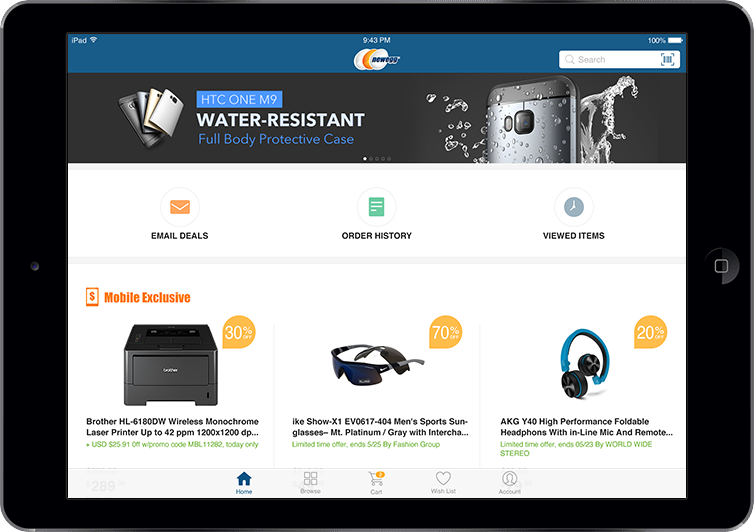 iPad 9:43 PM 100%
newegg
Search
HTC ONE M9
WATER-RESISTANT
Full Body Protective Case
EMAIL DEALS ORDER HISTORY VIEWED ITEMS
$ Mobile Exclusive
30% OFF 70% OFF 20% OFF
brother
Brother HL-6180DW Wireless Monochrome
Laser Printer Up to 42 ppm 1200x1200 dp...
+ USD $25.91 0ff w/promo code MBL11282, today only
ike Show-X1 EV0617-404 Men's Sports Sun-
glasses– Mt. Platinum / Gray with Intercha...
Limited time offer, ends 5/25 By Fashion Group
AKG Y40 High Performance Foldable
Headphones With in-Line Mic And Remote...
Limited time offer, ends 05/23 By WORLD WIDE
STEREO
2
Home Browse Cart Wish List Account